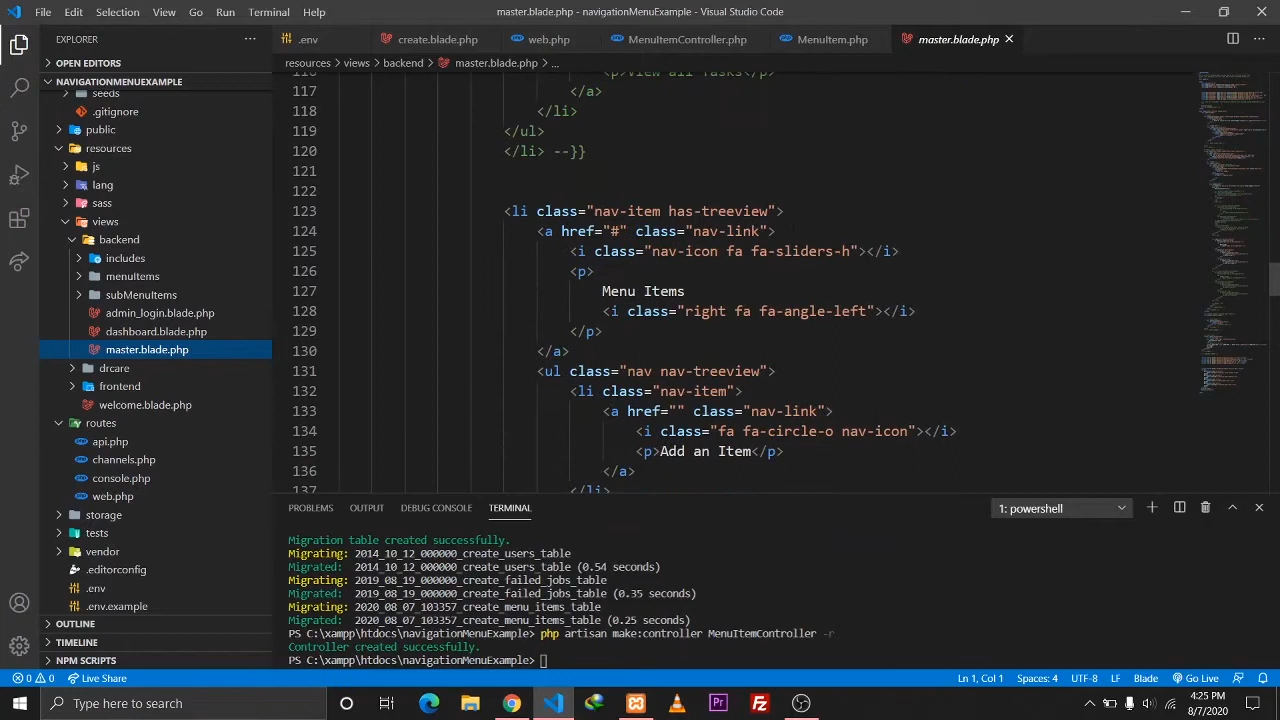 File Edit Selection View Go Run Terminal Help
master.blade.php - navigationMenuExample - Visual Studio Code
EXPLORER
.env create.blade.php web.php MenuItemController.php MenuItem.php master.blade.php
OPEN EDITORS
resources > views > backend > master.blade.php > ...
NAVIGATIONMENUEXAMPLE
seeds
.gitignore
public
resources
js
lang
sass
views
backend
includes
menuItems
subMenuItems
admin_login.blade.php
dashboard.blade.php
master.blade.php
drcare
frontend
welcome.blade.php
routes
api.php
channels.php
console.php
web.php
storage
tests
vendor
.editorconfig
.env
.env.example
OUTLINE
TIMELINE
NPM SCRIPTS
116 <p>View all Tasks</p>
117 </a>
118 </li>
119 </ul>
120 </li> --}}
121
122
123 <li class="nav-item has-treeview">
124 href="#" class="nav-link">
125 <i class="nav-icon fa fa-sliders-h"></i>
126 <p>
127 Menu Items
128 <i class="right fa fa-angle-left"></i>
129 </p>
130 </a>
131 <ul class="nav nav-treeview">
132 <li class="nav-item">
133 <a href="" class="nav-link">
134 <i class="fa fa-circle-o nav-icon"></i>
135 <p>Add an Item</p>
136 </a>
137 </li>
PROBLEMS OUTPUT DEBUG CONSOLE TERMINAL
1: powershell
Migration table created successfully.
Migrating: 2014_10_12_000000_create_users_table
Migrated: 2014_10_12_000000_create_users_table (0.54 seconds)
Migrating: 2019_08_19_000000_create_failed_jobs_table
Migrated: 2019_08_19_000000_create_failed_jobs_table (0.35 seconds)
Migrating: 2020_08_07_103357_create_menu_items_table
Migrated: 2020_08_07_103357_create_menu_items_table (0.25 seconds)
PS C:\xampp\htdocs\navigationMenuExample> php artisan make:controller MenuItemController -r
Controller created successfully.
PS C:\xampp\htdocs\navigationMenuExample>
0 0 Live Share
Ln 1, Col 1 Spaces: 4 UTF-8 LF Blade Go Live
Type here to search
4:25 PM
8/7/2020